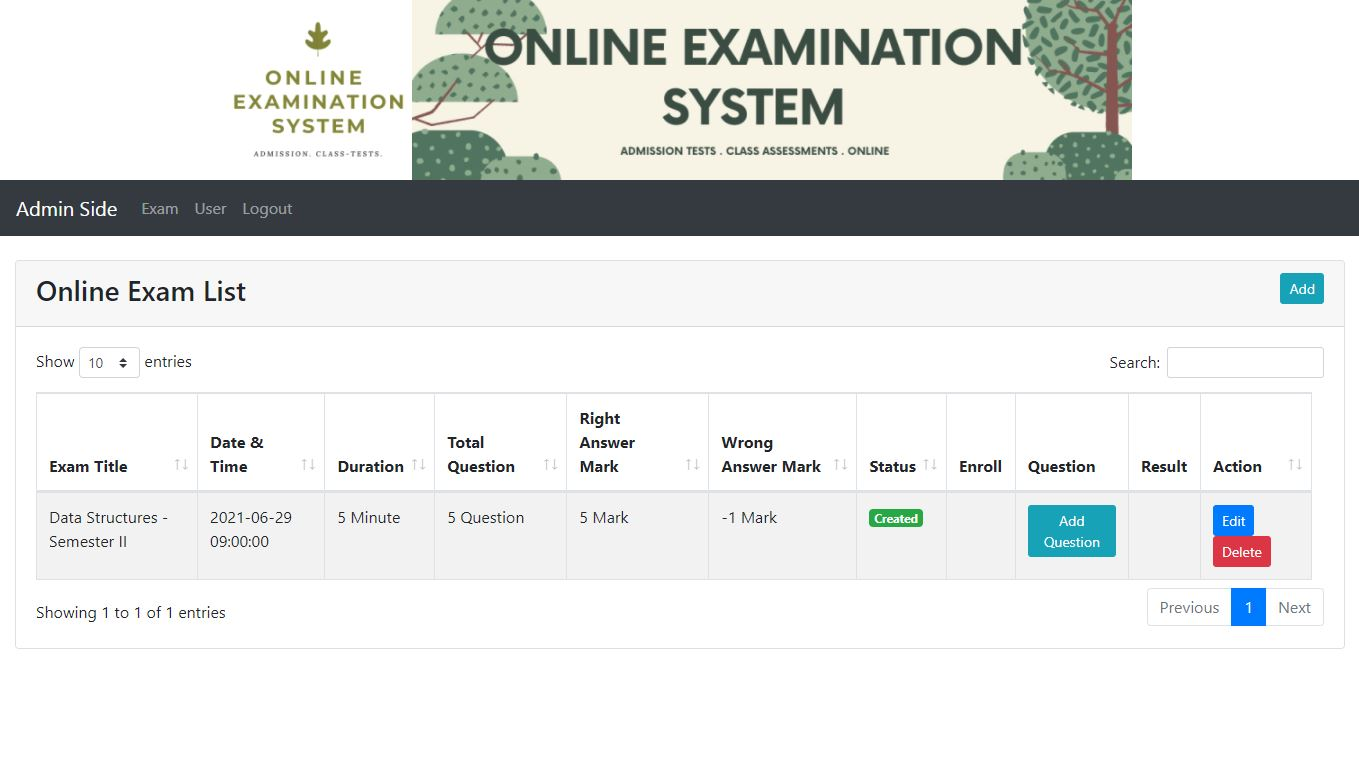 ONLINE
EXAMINATION
SYSTEM
ADMISSION. CLASS-TESTS.
ONLINE EXAMINATION
SYSTEM
ADMISSION TESTS . CLASS ASSESSMENTS . ONLINE
Admin Side Exam User Logout
Online Exam List Add
Show 10 entries Search:
Exam Title Date & Time Duration Total Question Right Answer Mark Wrong Answer Mark Status Enroll Question Result Action
Data Structures - Semester II 2021-06-29 09:00:00 5 Minute 5 Question 5 Mark -1 Mark Created Add Question Edit Delete
Showing 1 to 1 of 1 entries Previous 1 Next